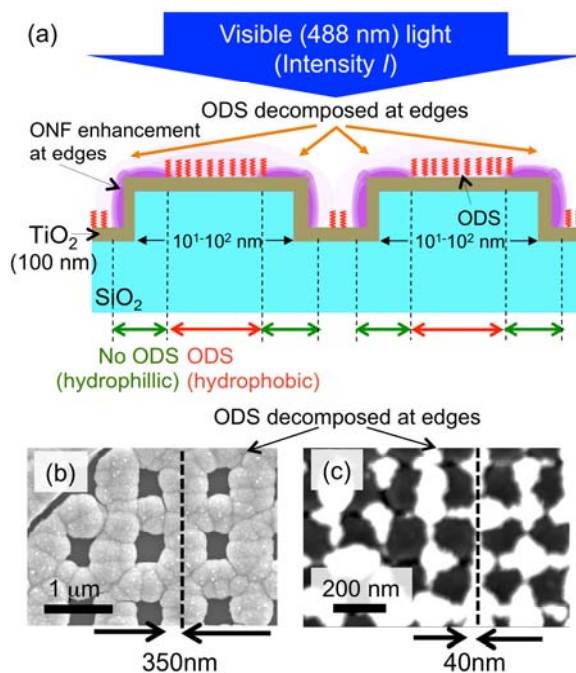 (a)
Visible (488 nm) light
(Intensity I)
ODS decomposed at edges
ONF enhancement
at edges
ODS
TiO2
(100 nm)
10¹-10² nm
10¹-10² nm
SiO2
No ODS
(hydrophillic)
ODS
(hydrophobic)
ODS decomposed at edges
(b)
(c)
1 μm
200 nm
350nm
40nm